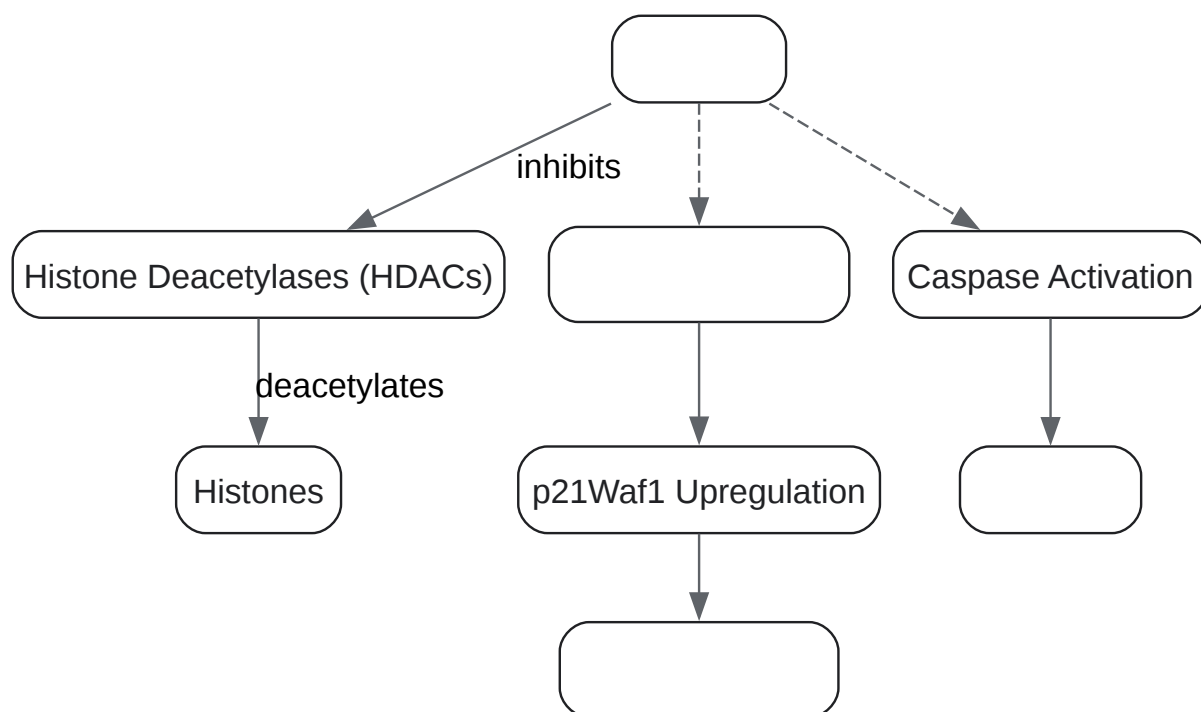 inhibits
Histone Deacetylases (HDACs)
Caspase Activation
deacetylates
Histones
p21Waf1 Upregulation